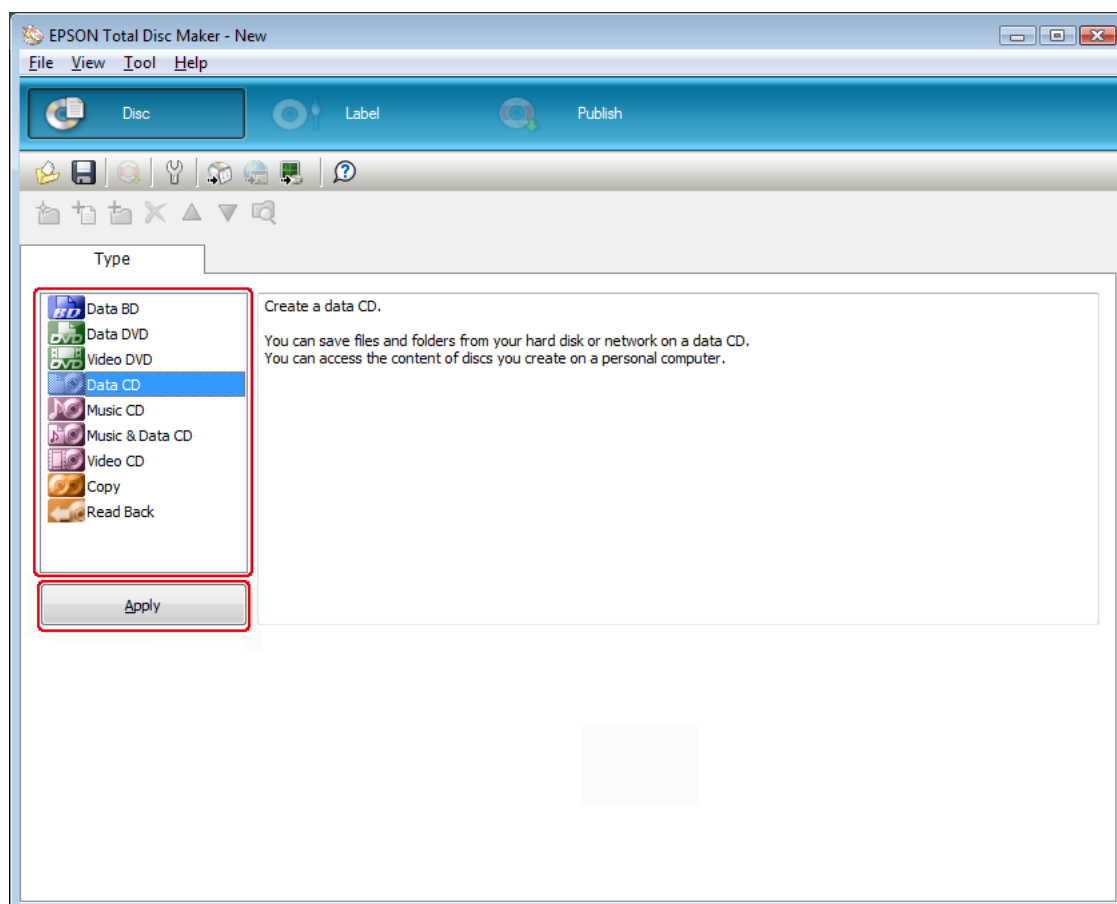 EPSON Total Disc Maker - New
File View Tool Help
Disc Label Publish
Type
Data BD
Data DVD
Video DVD
Data CD
Music CD
Music & Data CD
Video CD
Copy
Read Back
Apply
Create a data CD.
You can save files and folders from your hard disk or network on a data CD.
You can access the content of discs you create on a personal computer.